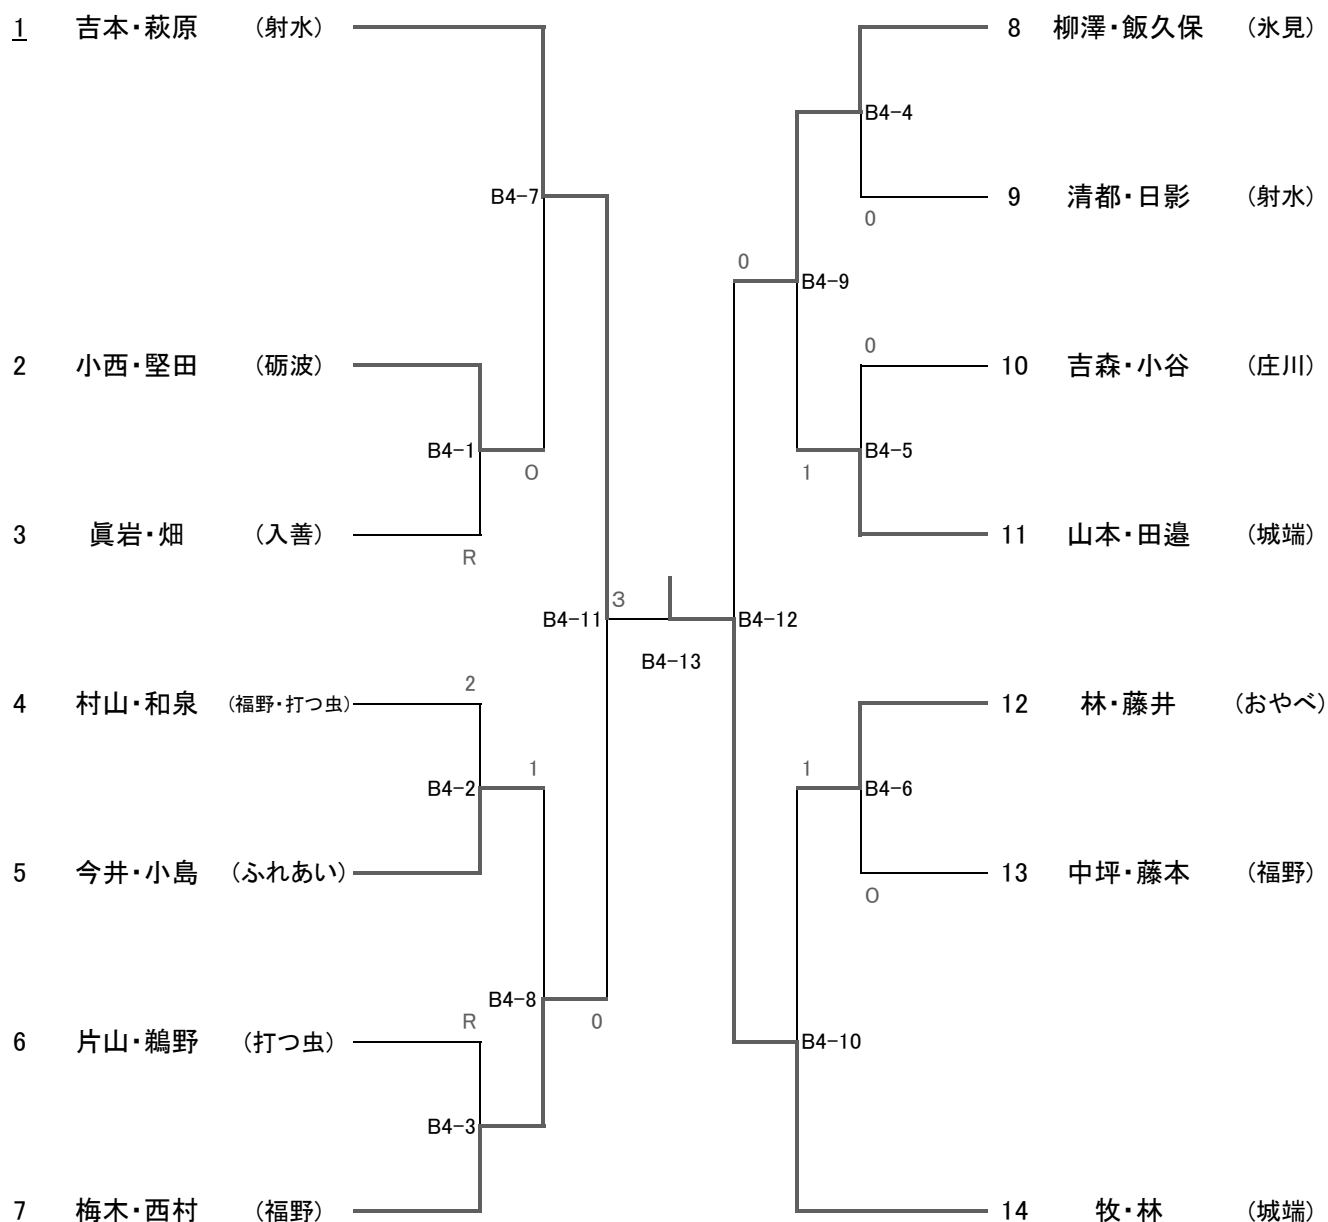 1 吉本・萩原 (射水)
B4-7
2 小西・堅田 (砺波)
B4-1
0
3 眞岩・畑 (入善)
R
B4-11
3
4 村山・和泉 (福野・打つ虫)
2
B4-2
1
5 今井・小島 (ふれあい)
B4-8
0
6 片山・鵜野 (打つ虫)
R
B4-3
7 梅木・西村 (福野)
B4-13
8 柳澤・飯久保 (氷見)
B4-4
9 清都・日影 (射水)
0
0
B4-9
10 吉森・小谷 (庄川)
0
B4-5
1
11 山本・田邉 (城端)
B4-12
12 林・藤井 (おやべ)
1
B4-6
13 中坪・藤本 (福野)
0
B4-10
14 牧・林 (城端)